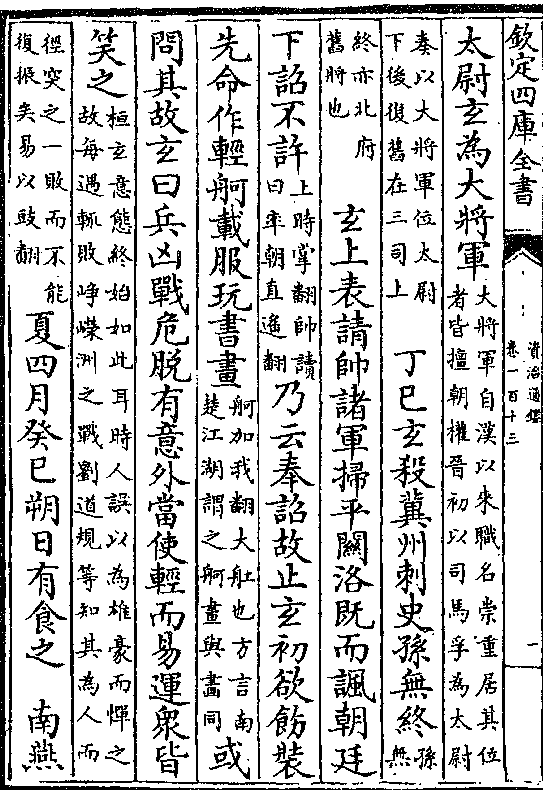 欽定四庫全書
資治通鑑
卷一百十三
一
太尉玄為大將軍大將軍自漢以來職名崇重居其位
者皆擅朝權晉初以司馬孚為太尉
奏以大將軍位太尉
下後復舊在三司上
丁巳玄殺冀州刺史孫無終孫
無
終亦北府
舊將也
玄上表請帥諸軍掃平關洛既而諷朝廷
下詔不許上時掌翻帥讀
曰率朝直遥翻
乃云奉詔故止玄初欲飭裝
先命作輕舸載服玩書畫舸加我翻大舡也方言南
楚江湖謂之舸畫與畵同
或
問其故玄曰兵凶戰危脱有意外當使輕而易運衆皆
笑之桓玄意態終始如此耳時人誤以為雄豪而憚之
故每遇輒敗崢嶸洲之戰劉道規等知其為人而
徑突之一敗而不能
復振矣易以豉翻
夏四月癸巳朔日有食之　南燕